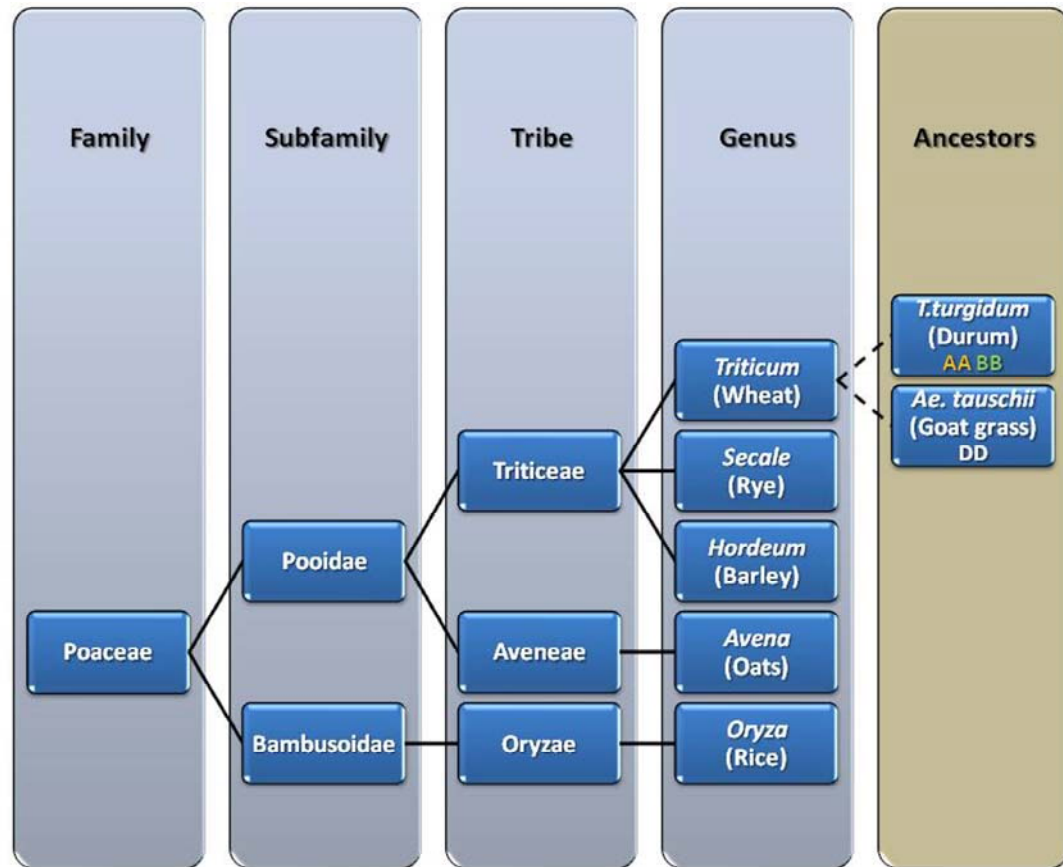 Family
Subfamily
Tribe
Genus
Ancestors
T.turgidum
(Durum)
AA BB
Triticum
(Wheat)
Ae. tauschii
(Goat grass)
DD
Triticeae
Secale
(Rye)
Pooidae
Hordeum
(Barley)
Poaceae
Aveneae
Avena
(Oats)
Bambusoidae
Oryzae
Oryza
(Rice)